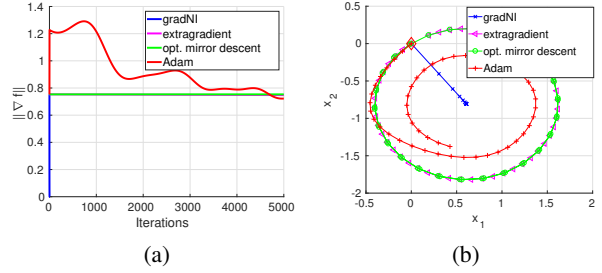 1.4
1.2
1
0.8
0.6
0.4
0.2
0
|| ∇ f||
gradNI
extragradient
opt. mirror descent
Adam
0 1000 2000 3000 4000 5000
Iterations
(a)
0.5
0
-0.5
-1
-1.5
-2
x2
gradNI
extragradient
opt. mirror descent
Adam
-0.5 0 0.5 1 1.5 2
x1
(b)